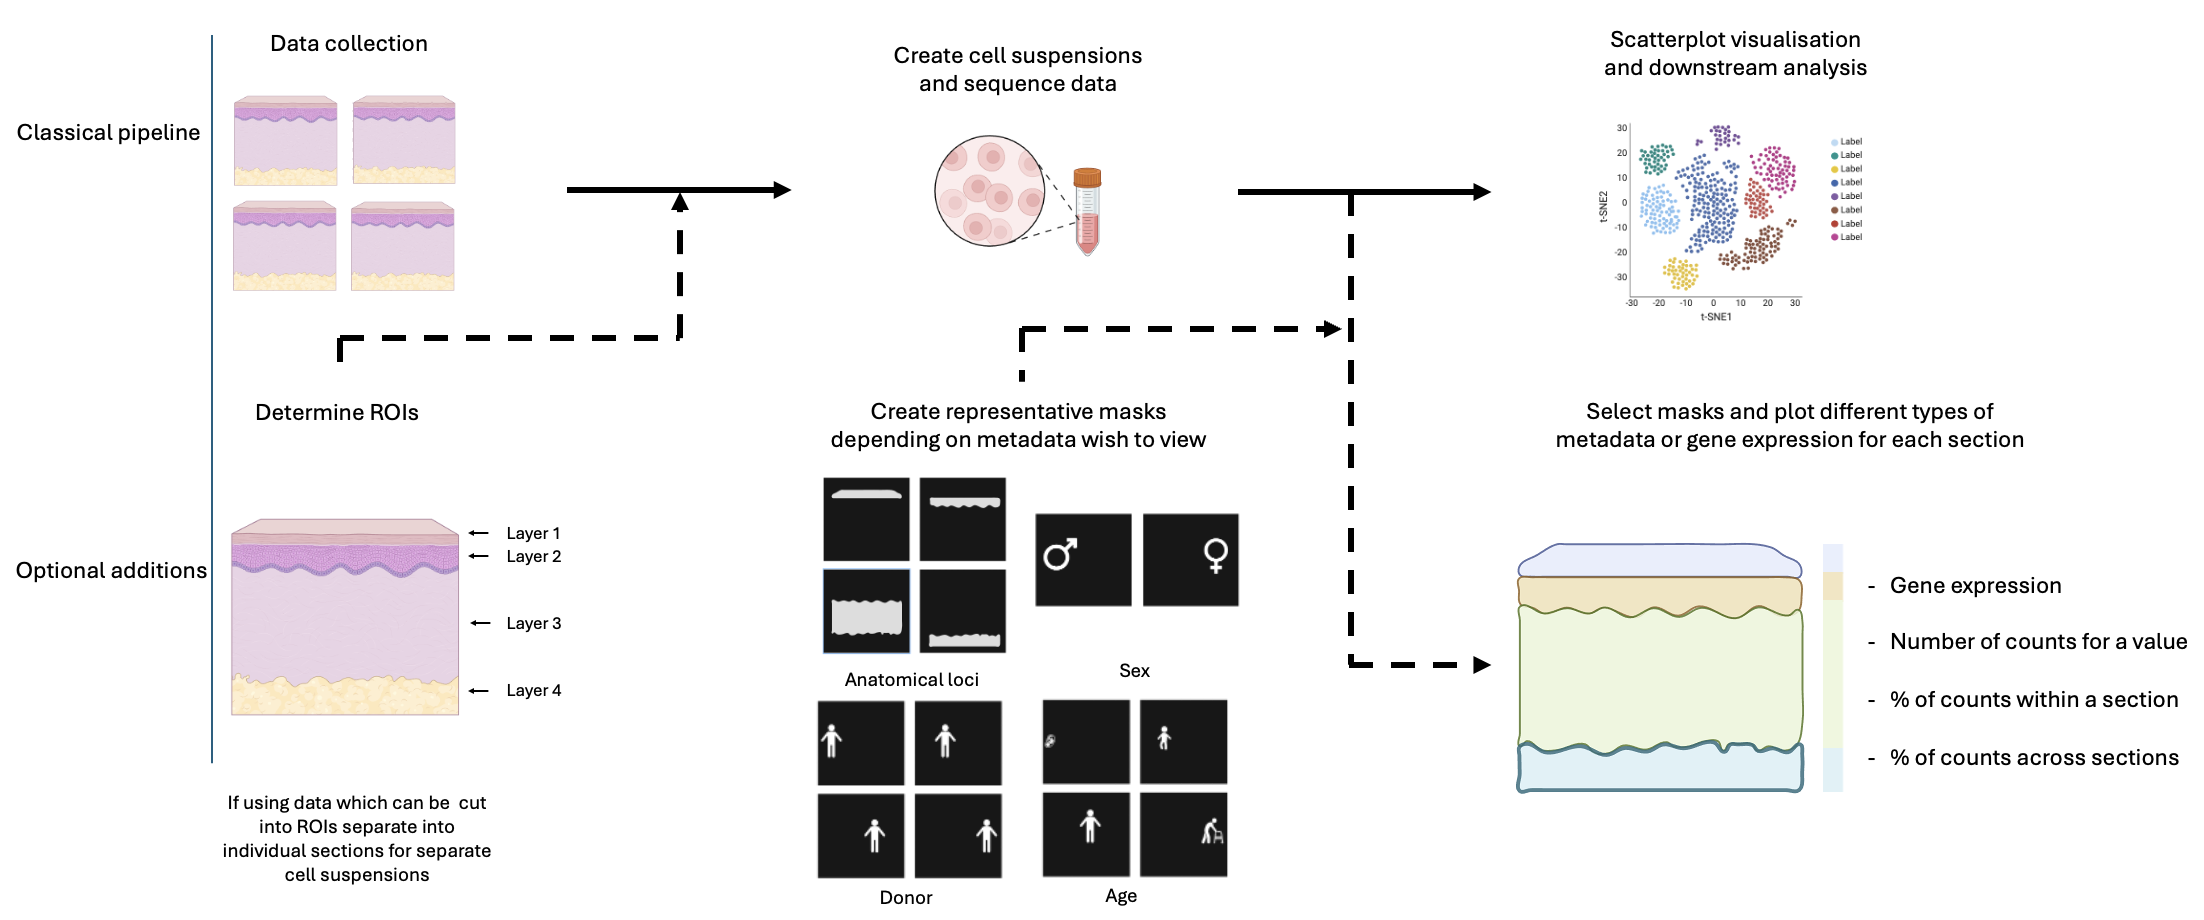 Classical pipeline
Optional additions
Data collection
Determine ROIs
Layer 1
Layer 2
Layer 3
Layer 4
If using data which can be cut
into ROIs separate into
individual sections for separate
cell suspensions
Create cell suspensions
and sequence data
Create representative masks
depending on metadata wish to view
Anatomical loci
Sex
Donor
Age
Scatterplot visualisation
and downstream analysis
t-SNE2
30
20
10
0
-10
-20
-30
-30
-20
-10
0
10
20
30
t-SNE1
Label
Label
Label
Label
Label
Label
Label
Label
Select masks and plot different types of
metadata or gene expression for each section
- Gene expression
- Number of counts for a value
- % of counts within a section
- % of counts across sections